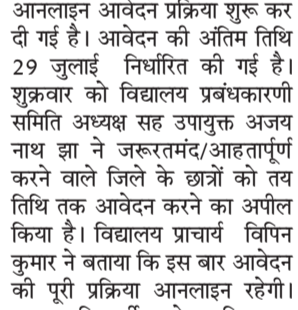 आनलाइन आवेदन प्रक्रिया शुरू कर
दी गई है। आवेदन की अंतिम तिथि
29 जुलाई निर्धारित की गई है।
शुक्रवार को विद्यालय प्रबंधकारणी
समिति अध्यक्ष सह उपायुक्त अजय
नाथ झा ने जरूरतमंद/आहतार्पूर्ण
करने वाले जिले के छात्रों को तय
तिथि तक आवेदन करने का अपील
किया है। विद्यालय प्राचार्य विपिन
कुमार ने बताया कि इस बार आवेदन
की पूरी प्रक्रिया आनलाइन रहेगी।